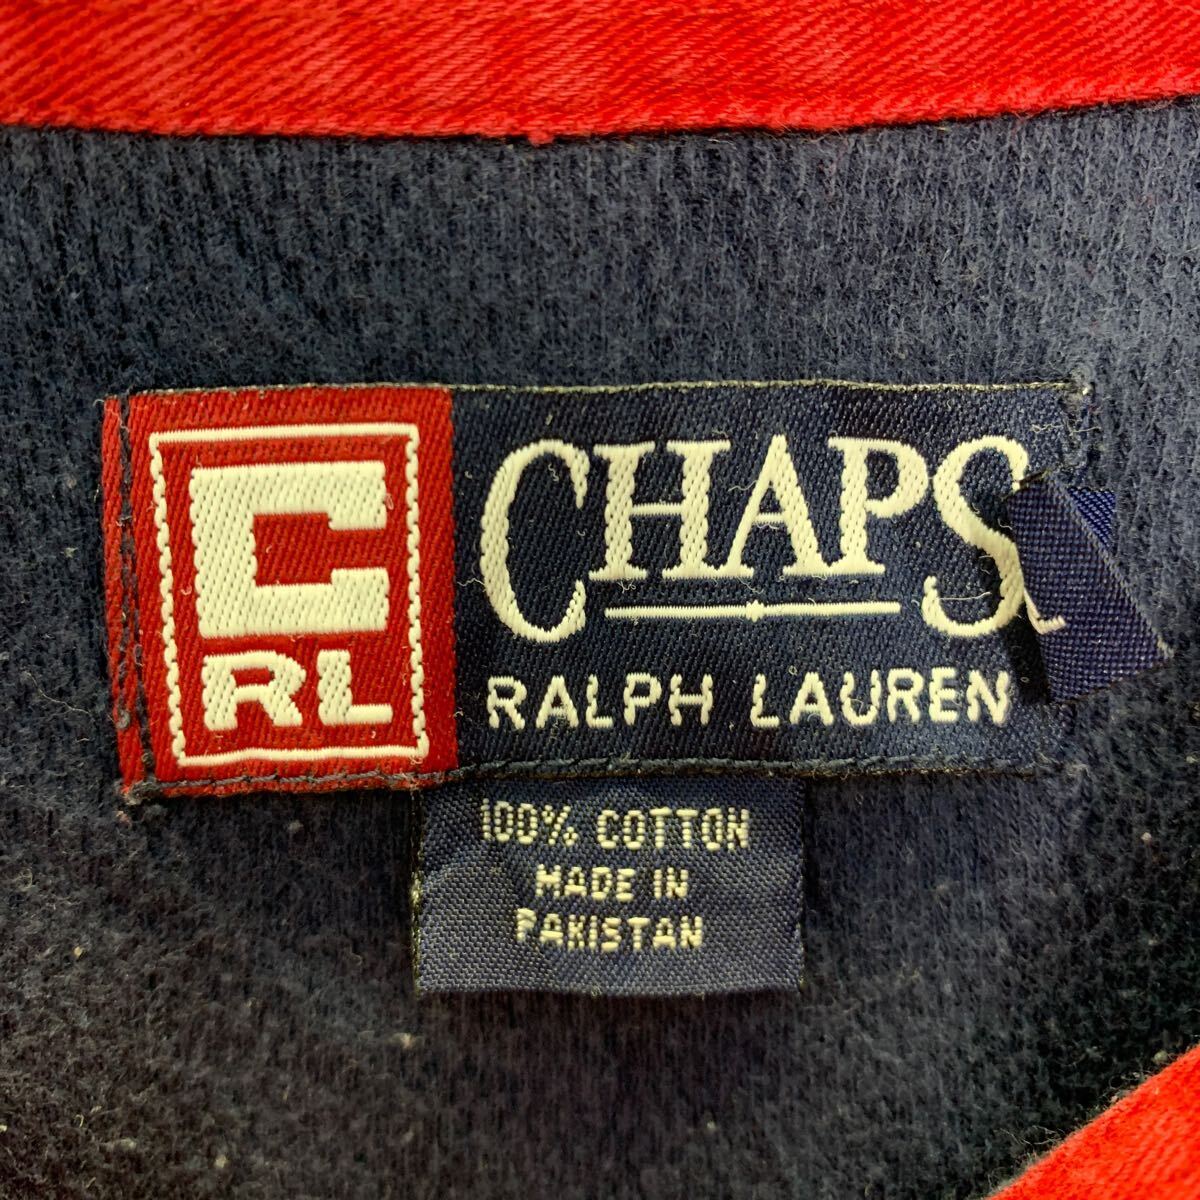 C
RL
CHAPS
RALPH LAUREN
L
100% COTTON
MADE IN
PAKISTAN